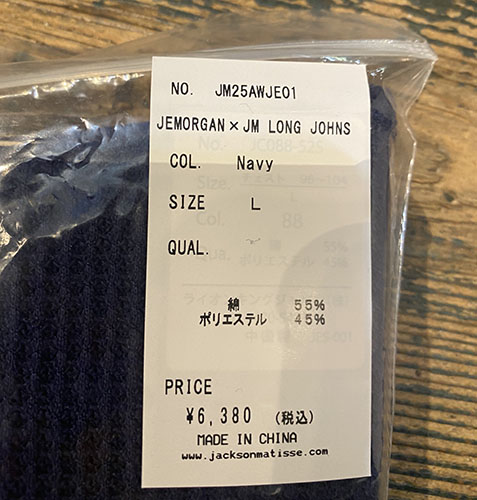 NO. JM25AWJE01
JEMORGAN×JM LONG JOHNS
COL. Navy
SIZE L
QUAL.
綿 55%
ポリエステル 45%
PRICE
¥6,380 (税込)
MADE IN CHINA
www.jacksonmatisse.com